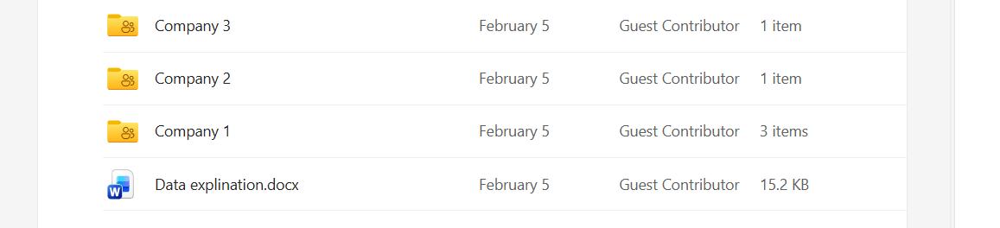 Company 3 February 5 Guest Contributor 1 item
Company 2 February 5 Guest Contributor 1 item
Company 1 February 5 Guest Contributor 3 items
W Data explination.docx February 5 Guest Contributor 15.2 KB